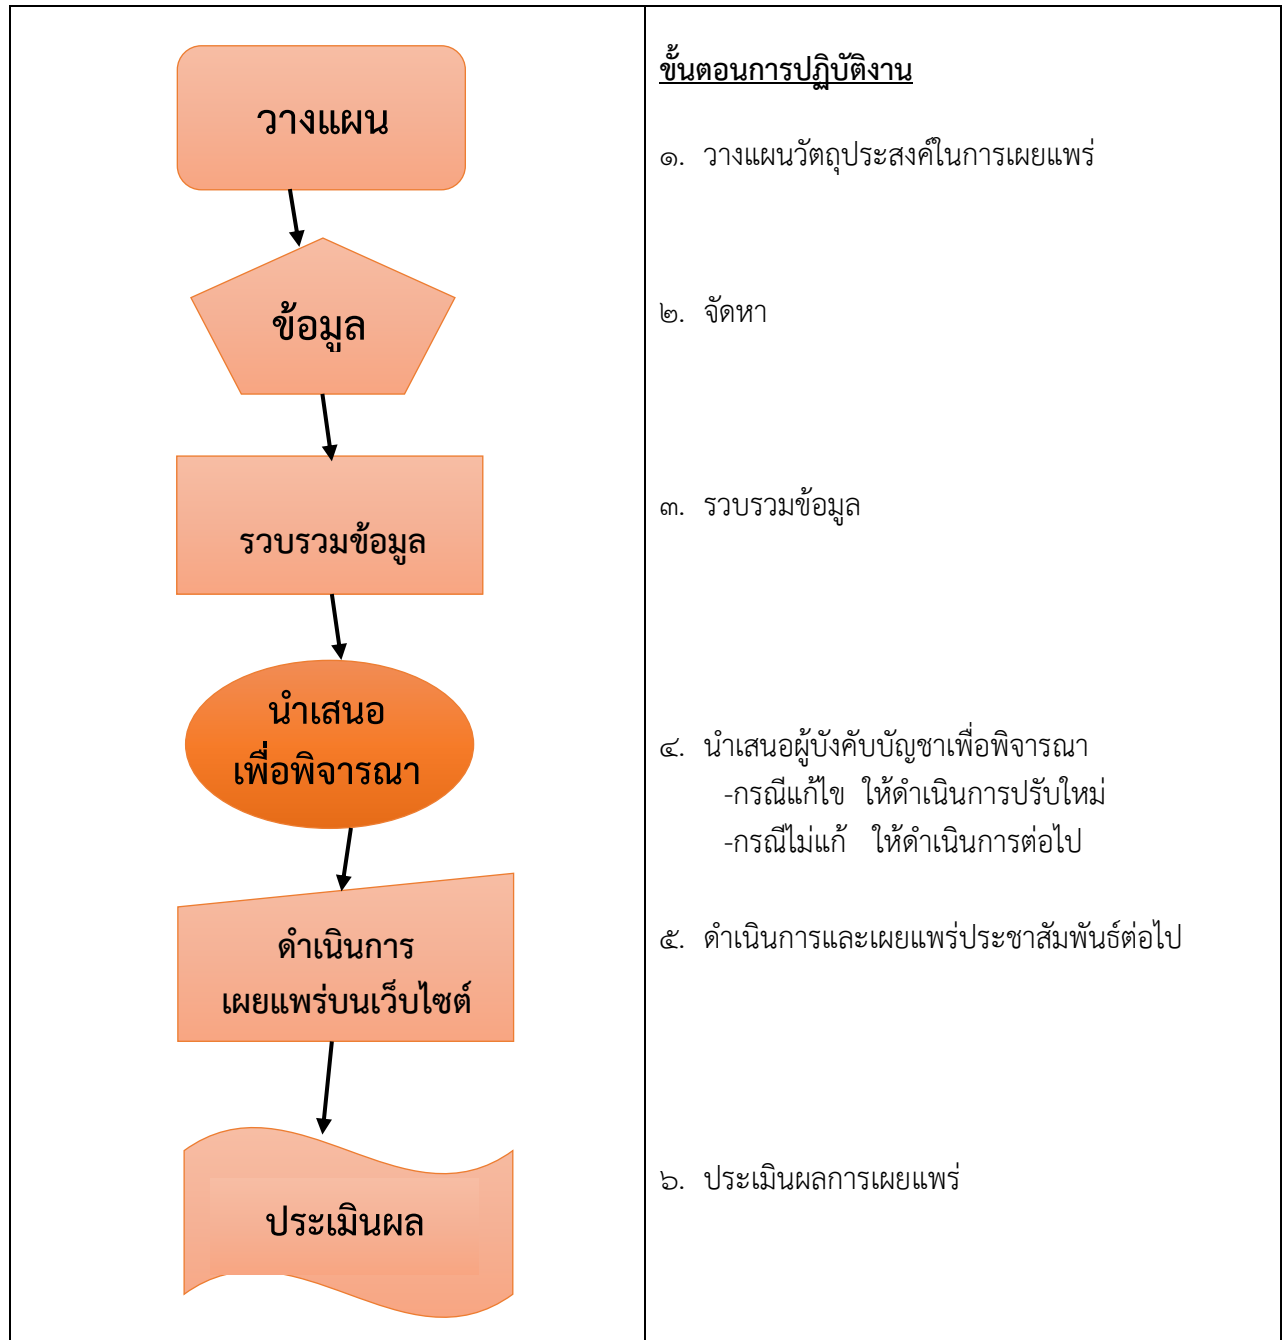 วางแผน
ข้อมูล
รวบรวมข้อมูล
นำเสนอ
เพื่อพิจารณา
ดำเนินการ
เผยแพร่บนเว็บไซต์
ประเมินผล
ขั้นตอนการปฏิบัติงาน
๑. วางแผนวัตถุประสงค์ในการเผยแพร่
๒. จัดหา
๓. รวบรวมข้อมูล
๔. นำเสนอผู้บังคับบัญชาเพื่อพิจารณา
-กรณีแก้ไข ให้ดำเนินการปรับใหม่
-กรณีไม่แก้ ให้ดำเนินการต่อไป
๕. ดำเนินการและเผยแพร่ประชาสัมพันธ์ต่อไป
๖. ประเมินผลการเผยแพร่